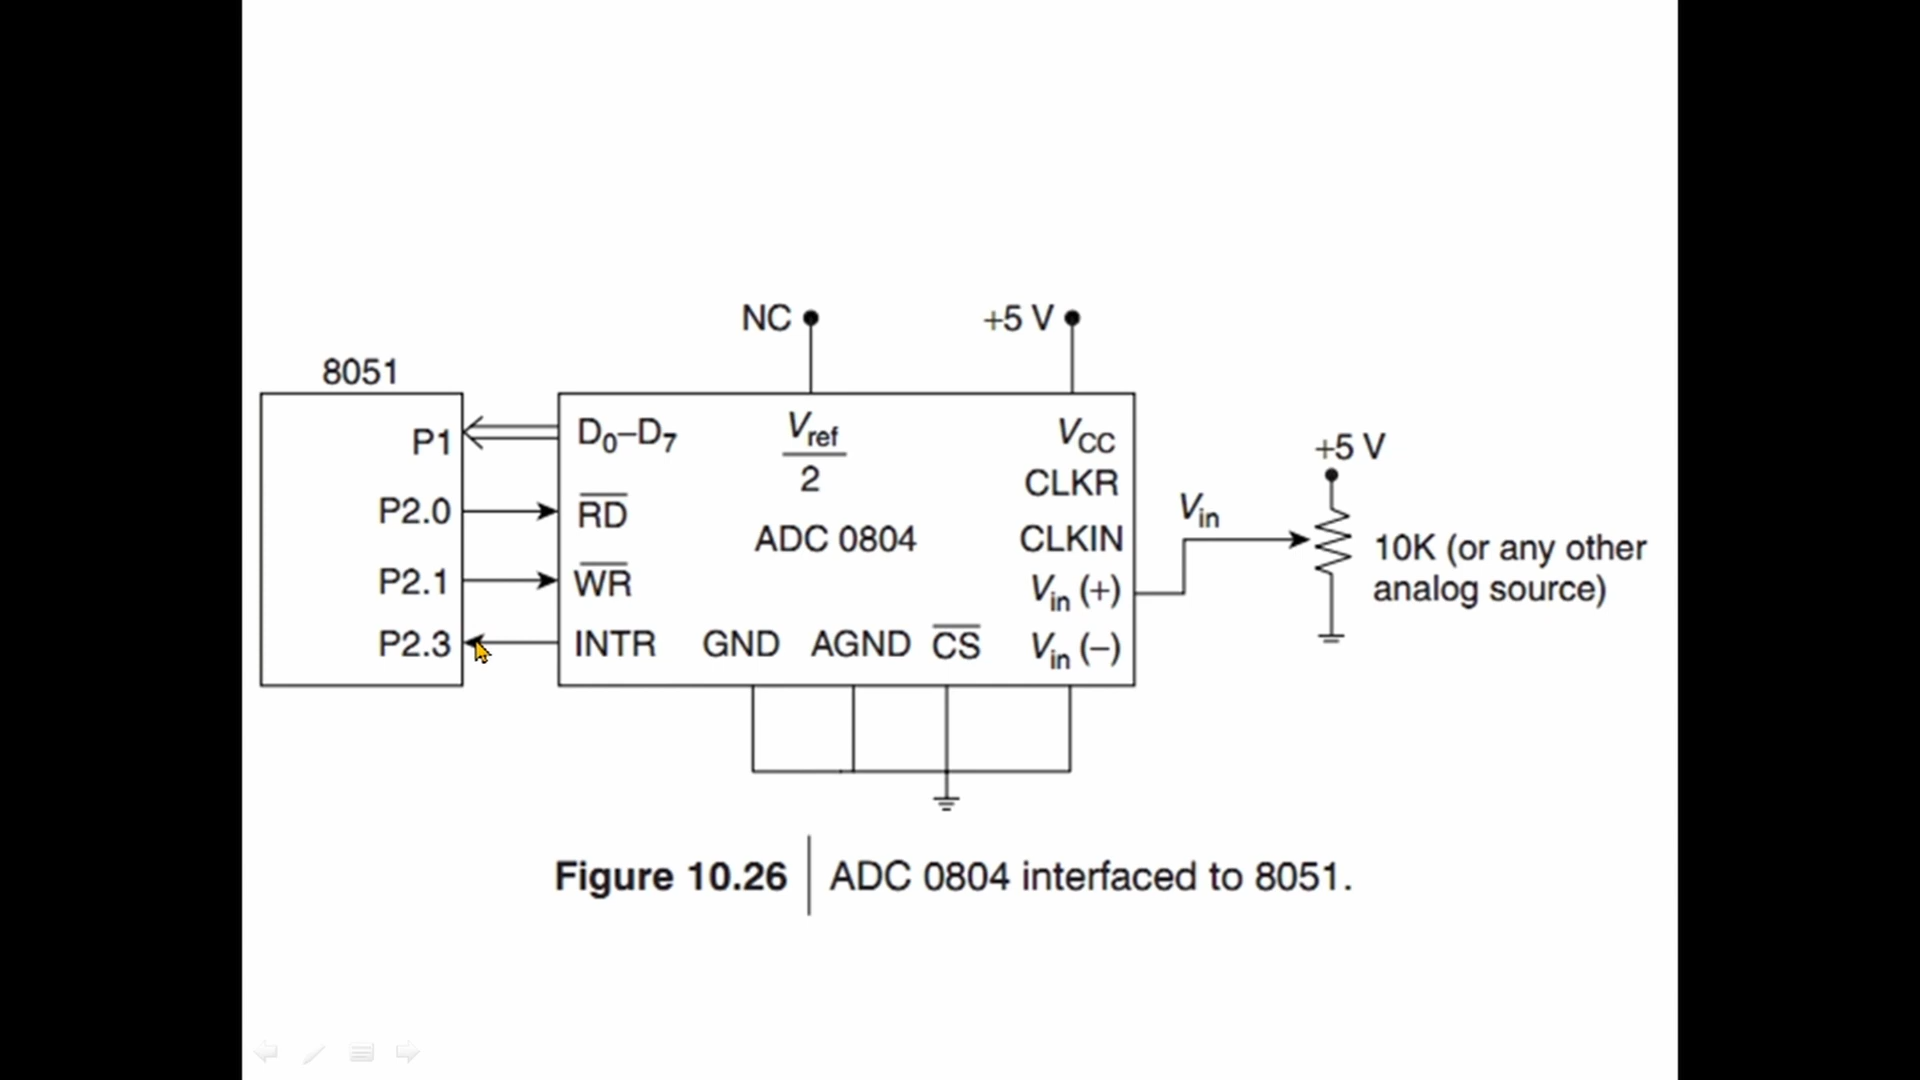 NC
+5 V
8051
P1
P2.0
P2.1
P2.3
D0–D7
RD
WR
INTR
Vref
2
ADC 0804
GND AGND CS
VCC
CLKR
CLKIN
Vin (+)
Vin (–)
Vin
+5 V
10K (or any other
analog source)
Figure 10.26 | ADC 0804 interfaced to 8051.